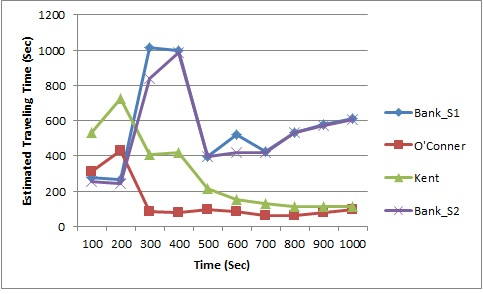 1200
1000
800
600
400
200
0
Estimated Traveling Time (Sec)
100 200 300 400 500 600 700 800 900 1000
Time (Sec)
Bank_S1
O'Conner
Kent
Bank_S2